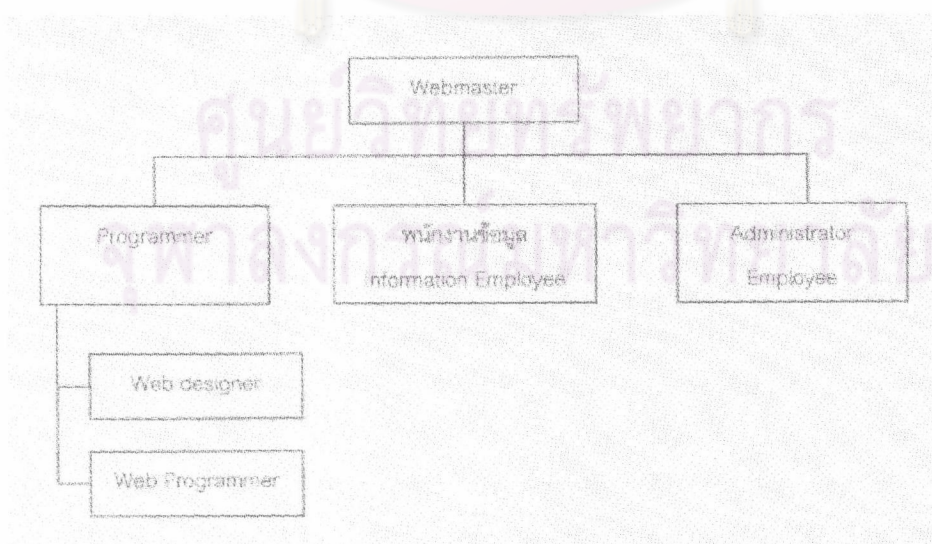 Webmaster
ศูนย์วิทยทรัพยากร
Programmer
พนักงานข้อมูล
nformation Employee
Administrator
Employee
จุฬาลงกรณ์มหาวิทยาลัย
Web designer
Web Programmer